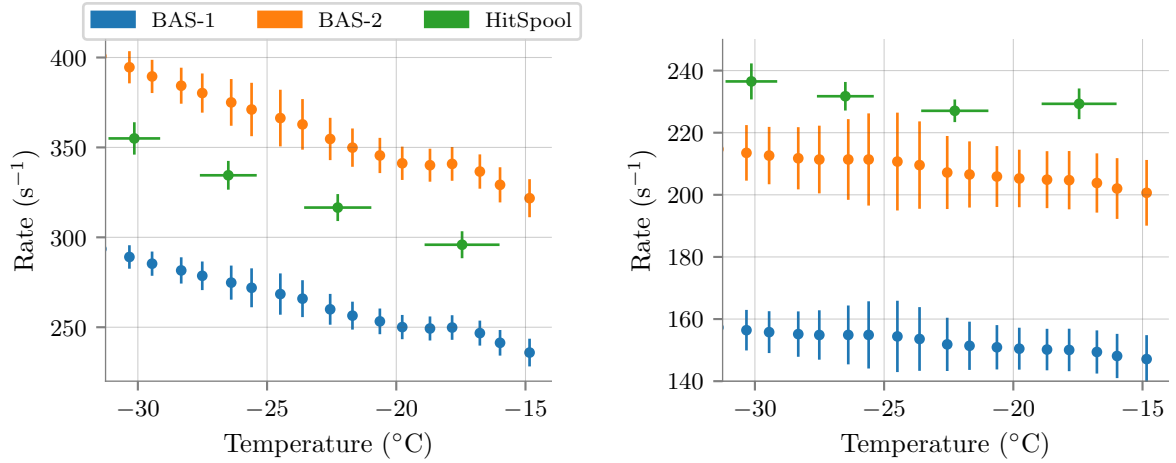 BAS-1 BAS-2 HitSpool
400
350
300
250
Rate (s⁻¹)
−30 −25 −20 −15
Temperature (°C)
240
220
200
180
160
140
Rate (s⁻¹)
−30 −25 −20 −15
Temperature (°C)